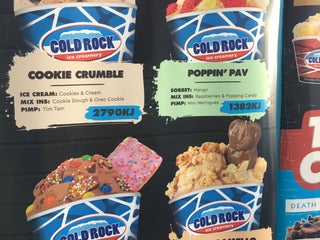 COLD ROCK
ice creamery
COLD ROCK
ice creamery
COOKIE CRUMBLE
ICE CREAM: Cookies & Cream
MIX INS: Cookie Dough & Oreo Cookie
PIMP: Tim Tam
2790KJ
POPPIN' PAV
SORBET: Mango
MIX INS: Raspberries & Popping Candy
PIMP: Mini Meringues
1382KJ
COLD ROCK
ice creamery
COLD ROCK
ice creamery
DEATH